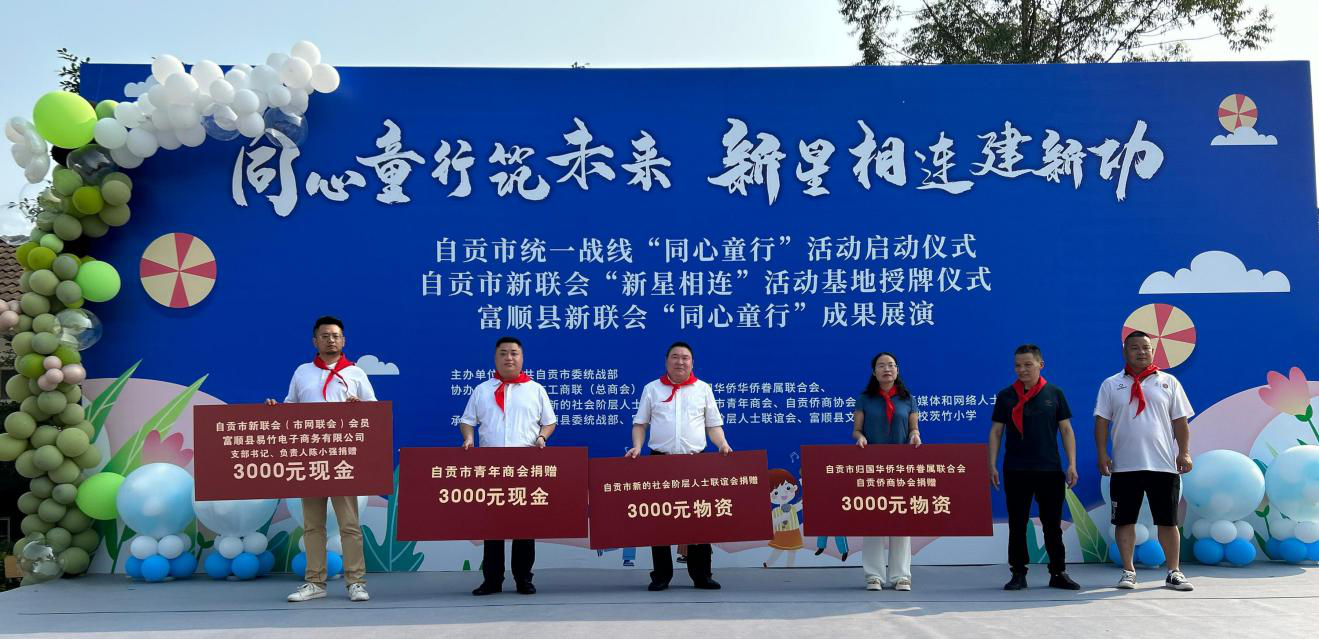 同心童行筑未来 新星相连建新功
自贡市统一战线“同心童行”活动启动仪式
自贡市新联会“新星相连”活动基地授牌仪式
富顺县新联会“同心童行”成果展演
主办单位 共自贡市委统战部
协办 工商联（总商会） 国华侨华侨眷属联合会、
新的社会阶层人士 市青年商会、自贡侨商协会 媒体和网络人士
承 县委统战部、 阶层人士联谊会、富顺县文 校茨竹小学
自贡市新联会（市网联会）会员
富顺县易竹电子商务有限公司
支部书记、负责人陈小强捐赠
3000元现金
自贡市青年商会捐赠
3000元现金
自贡市新的社会阶层人士联谊会捐赠
3000元物资
自贡市归国华侨华侨眷属联合会
自贡侨商协会捐赠
3000元物资